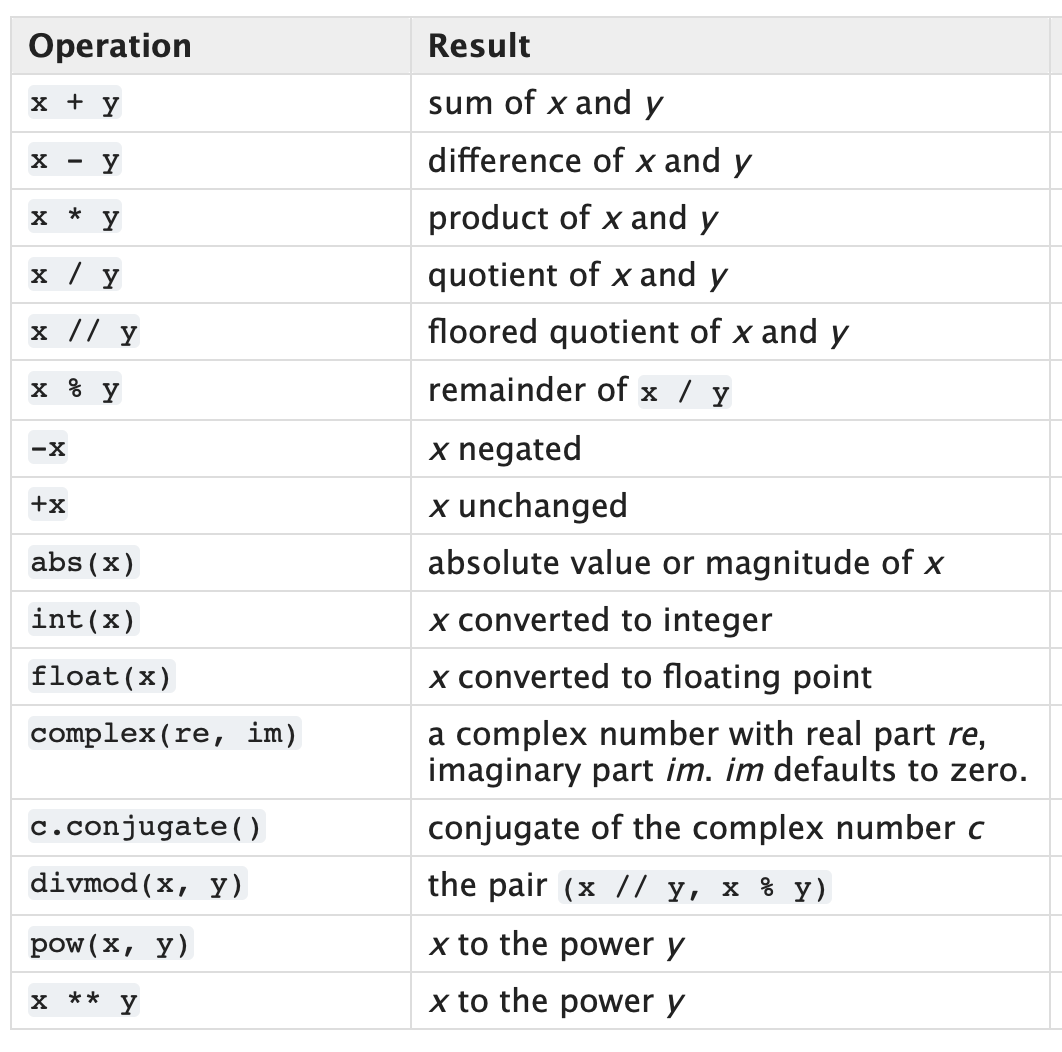 Operation Result
x + y sum of x and y
x - y difference of x and y
x * y product of x and y
x / y quotient of x and y
x // y floored quotient of x and y
x % y remainder of x / y
-x x negated
+x x unchanged
abs(x) absolute value or magnitude of x
int(x) x converted to integer
float(x) x converted to floating point
complex(re, im) a complex number with real part re,
imaginary part im. im defaults to zero.
c.conjugate() conjugate of the complex number c
divmod(x, y) the pair (x // y, x % y)
pow(x, y) x to the power y
x ** y x to the power y